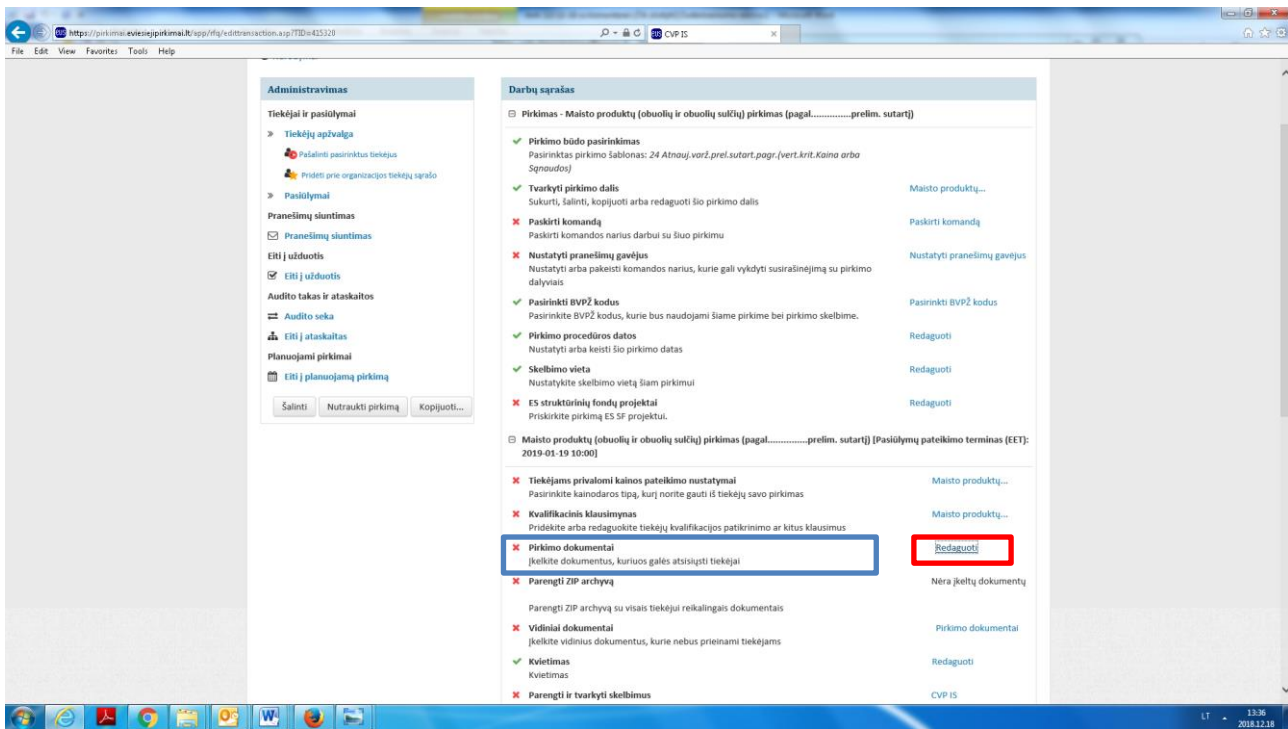 https://pirkimai.eviesiejipirkimai.lt/app/rfq/edittransaction.asp?TID=415320
CVP IS
File Edit View Favorites Tools Help
Administravimas
Tiekėjai ir pasiūlymai
Tiekėjų apžvalga
Pašalinti pasirinktus tiekėjus
Pridėti prie organizacijos tiekėjų sąrašo
Pasiūlymai
Pranešimų siuntimas
Pranešimų siuntimas
Eiti į užduotis
Eiti į užduotis
Audito takas ir ataskaitos
Audito seka
Eiti į ataskaitas
Planuojami pirkimai
Eiti į planuojamą pirkimą
Šalinti Nutraukti pirkimą Kopijuoti...
Darbų sąrašas
Pirkimas - Maisto produktų (obuolių ir obuolių sulčių) pirkimas (pagal...............prelim. sutartį)
Pirkimo būdo pasirinkimas
Pasirinktas pirkimo šablonas: 24 Atnauj.varž.prel.sutart.pagr.(vert.krit.Kaina arba
Sąnaudos)
Tvarkyti pirkimo dalis Maisto produktų...
Sukurti, šalinti, kopijuoti arba redaguoti šio pirkimo dalis
Paskirti komandą Paskirti komandą
Paskirti komandos narius darbui su šiuo pirkimu
Nustatyti pranešimų gavėjus Nustatyti pranešimų gavėjus
Nustatyti arba pakeisti komandos narius, kurie gali vykdyti susirašinėjimą su pirkimo
dalyviais
Pasirinkti BVPŽ kodus Pasirinkti BVPŽ kodus
Pasirinkite BVPŽ kodus, kurie bus naudojami šiame pirkime bei pirkimo skelbime.
Pirkimo procedūros datos Redaguoti
Nustatyti arba keisti šio pirkimo datas
Skelbimo vieta Redaguoti
Nustatykite skelbimo vietą šiam pirkimui
ES struktūrinių fondų projektai Redaguoti
Priskirkite pirkimą ES SF projektui.
Maisto produktų (obuolių ir obuolių sulčių) pirkimas (pagal...............prelim. sutartį) [Pasiūlymų pateikimo terminas (EET):
2019-01-19 10:00]
Tiekėjams privalomi kainos pateikimo nustatymai Maisto produktų...
Pasirinkite kainodaros tipą, kurį norite gauti iš tiekėjų savo pirkimas
Kvalifikacinis klausimynas Maisto produktų...
Pridėkite arba redaguokite tiekėjų kvalifikacijos patikrinimo ar kitus klausimus
Pirkimo dokumentai Redaguoti
Įkelkite dokumentus, kuriuos galės atsisiųsti tiekėjai
Parengti ZIP archyvą Nėra įkeltų dokumentų
Parengti ZIP archyvą su visais tiekėjui reikalingais dokumentais
Vidiniai dokumentai Pirkimo dokumentai
Įkelkite vidinius dokumentus, kurie nebus prieinami tiekėjams
Kvietimas Redaguoti
Kvietimas
Parengti ir tvarkyti skelbimus CVP IS
LT 13:36
2018.12.18